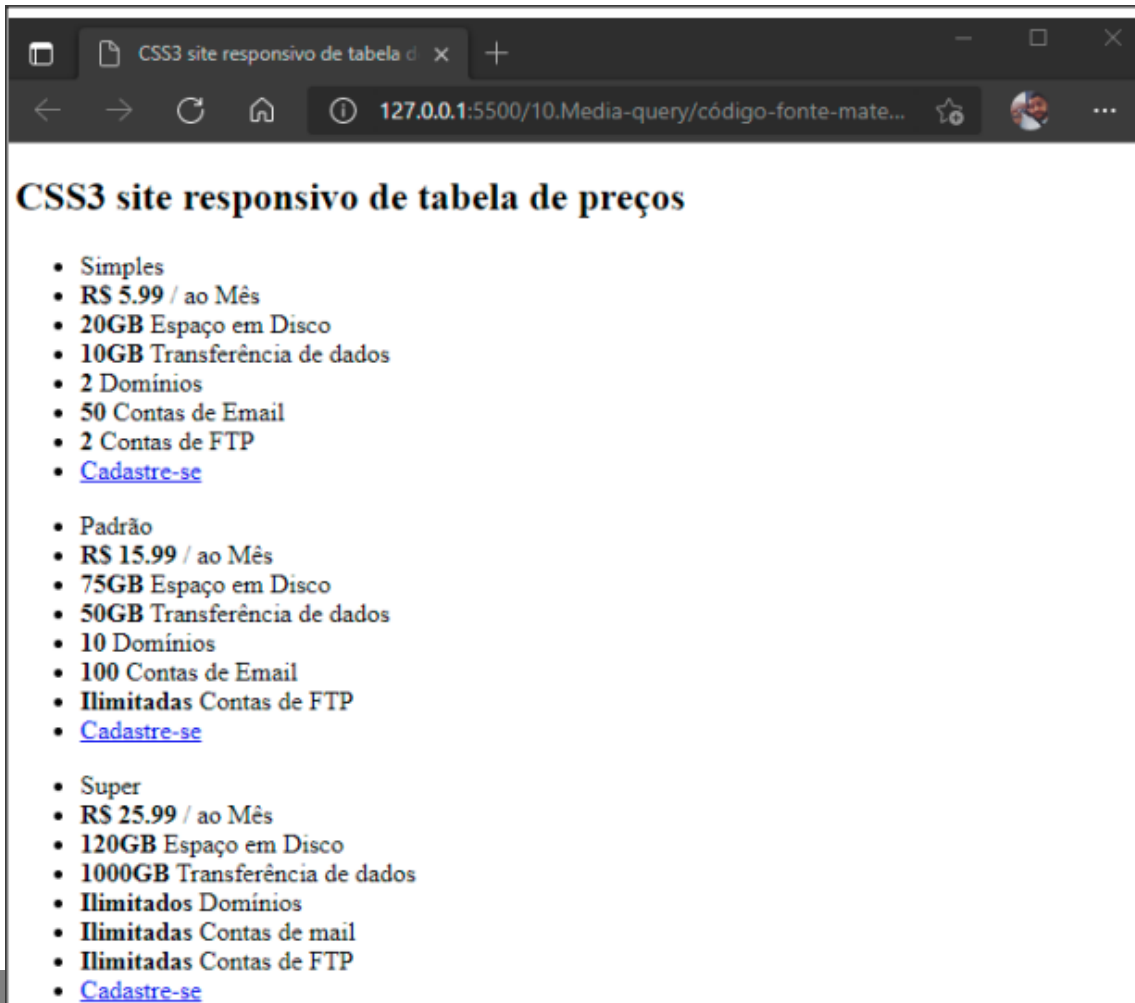 CSS3 site responsivo de tabela d
127.0.0.1:5500/10.Media-query/código-fonte-mate...
CSS3 site responsivo de tabela de preços
Simples
R$ 5.99 / ao Mês
20GB Espaço em Disco
10GB Transferência de dados
2 Domínios
50 Contas de Email
2 Contas de FTP
Cadastre-se
Padrão
R$ 15.99 / ao Mês
75GB Espaço em Disco
50GB Transferência de dados
10 Domínios
100 Contas de Email
Ilimitadas Contas de FTP
Cadastre-se
Super
R$ 25.99 / ao Mês
120GB Espaço em Disco
1000GB Transferência de dados
Ilimitados Domínios
Ilimitadas Contas de mail
Ilimitadas Contas de FTP
Cadastre-se